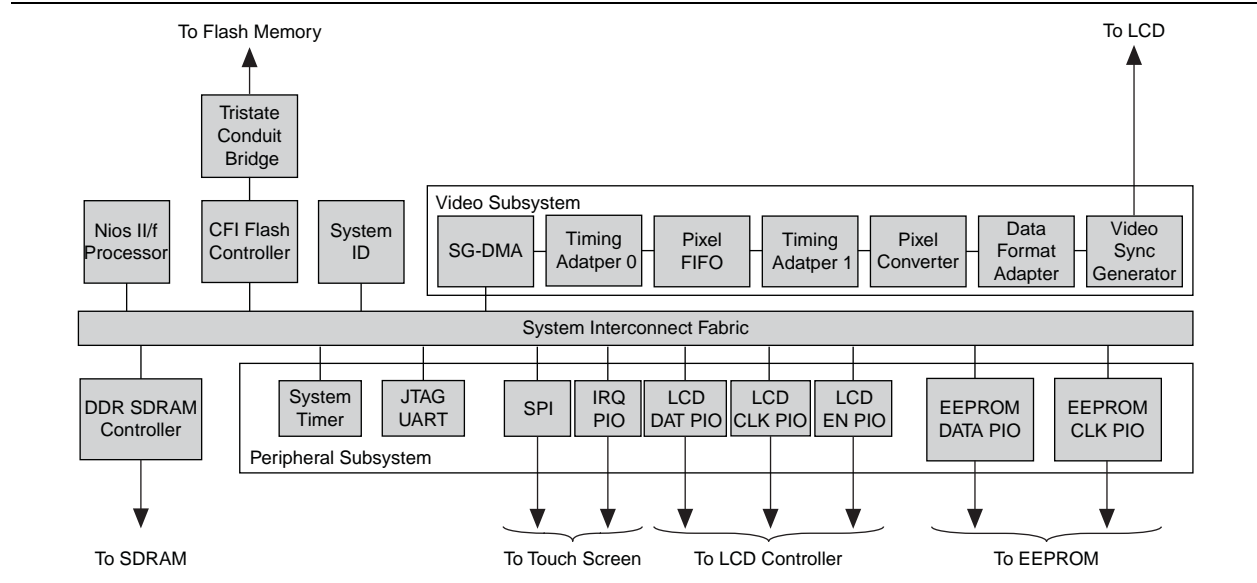 To Flash Memory
To LCD
Tristate
Conduit
Bridge
Video Subsystem
Nios II/f
Processor
CFI Flash
Controller
System
ID
SG-DMA
Timing
Adatper 0
Pixel
FIFO
Timing
Adatper 1
Pixel
Converter
Data
Format
Adapter
Video
Sync
Generator
System Interconnect Fabric
DDR SDRAM
Controller
System
Timer
JTAG
UART
SPI
IRQ
PIO
LCD
DAT PIO
LCD
CLK PIO
LCD
EN PIO
EEPROM
DATA PIO
EEPROM
CLK PIO
Peripheral Subsystem
To SDRAM
To Touch Screen
To LCD Controller
To EEPROM